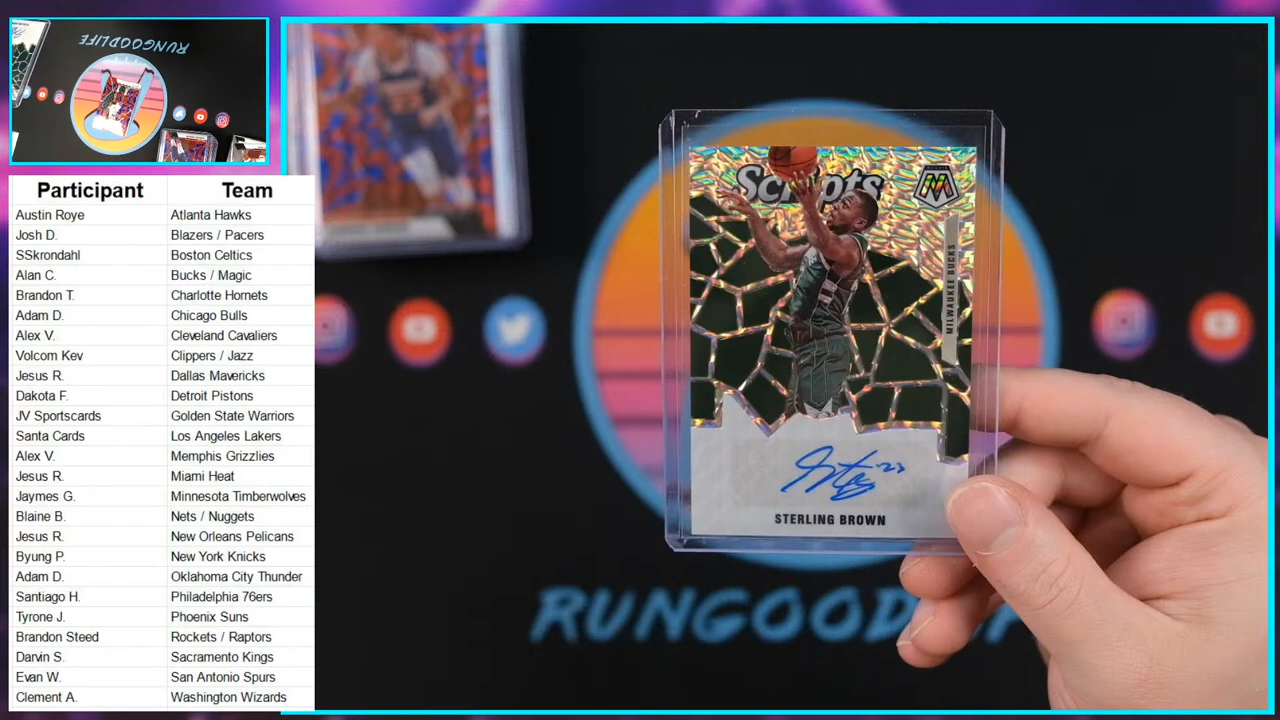 RUNGOODLIFE
Participant Team
Austin Roye Atlanta Hawks
Josh D. Blazers / Pacers
SSkrondahl Boston Celtics
Alan C. Bucks / Magic
Brandon T. Charlotte Hornets
Adam D. Chicago Bulls
Alex V. Cleveland Cavaliers
Volcom Kev Clippers / Jazz
Jesus R. Dallas Mavericks
Dakota F. Detroit Pistons
JV Sportscards Golden State Warriors
Santa Cards Los Angeles Lakers
Alex V. Memphis Grizzlies
Jesus R. Miami Heat
Jaymes G. Minnesota Timberwolves
Blaine B. Nets / Nuggets
Jesus R. New Orleans Pelicans
Byung P. New York Knicks
Adam D. Oklahoma City Thunder
Santiago H. Philadelphia 76ers
Tyrone J. Phoenix Suns
Brandon Steed Rockets / Raptors
Darvin S. Sacramento Kings
Evan W. San Antonio Spurs
Clement A. Washington Wizards
Scripts
MILWAUKEE BUCKS
STERLING BROWN
RUNGOODLIF